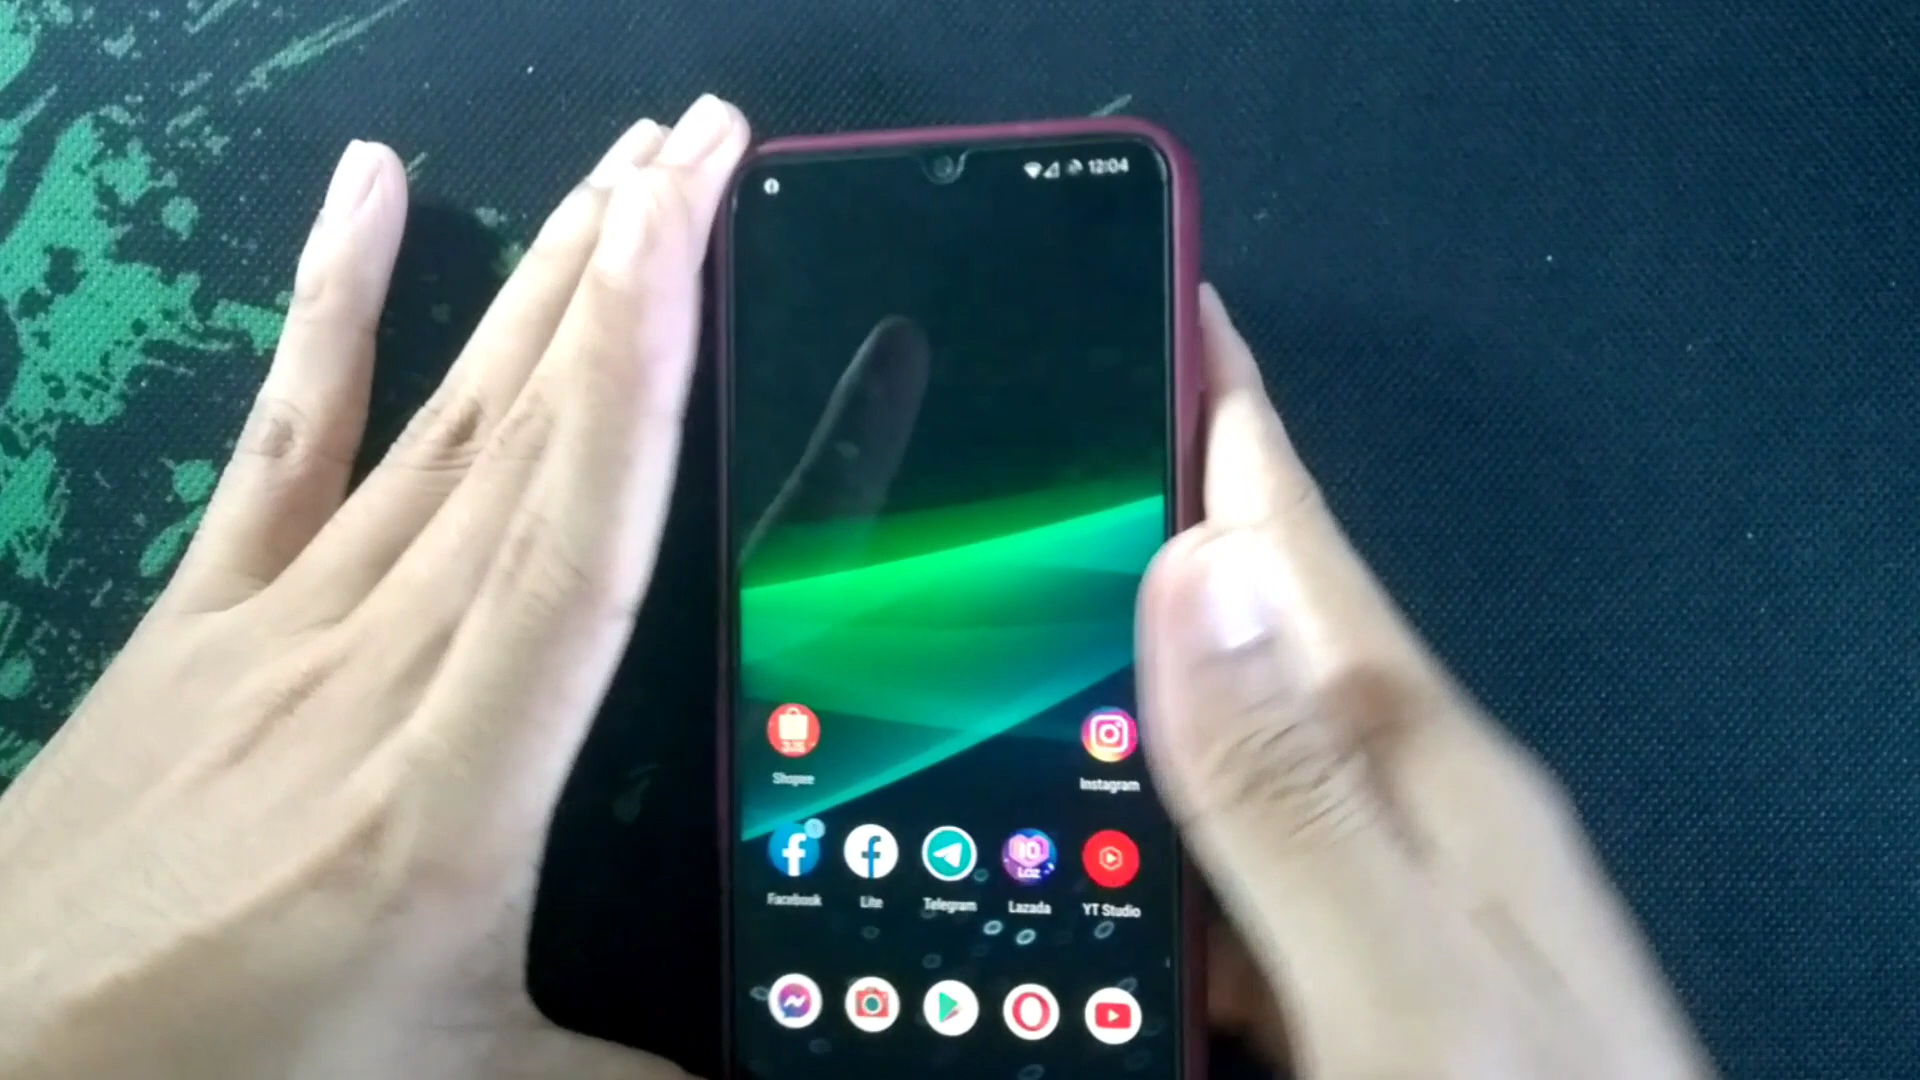 12:04
Shopee
Instagram
Facebook
Lite
Telegram
Lazada
YT Studio